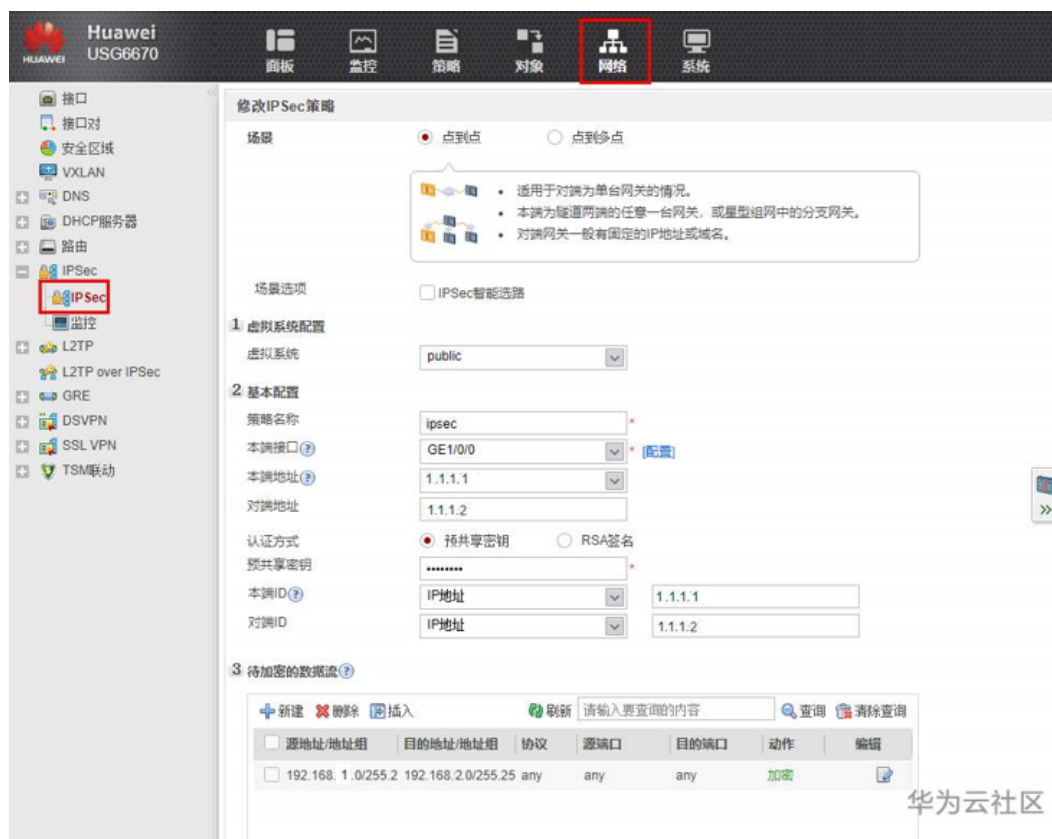 Huawei
USG6670
HUAWEI
面板
监控
策略
对象
网络
系统
接口
接口对
安全区域
VXLAN
DNS
DHCP服务器
路由
IPSec
IPSec
监控
L2TP
L2TP over IPSec
GRE
DSVPN
SSL VPN
TSM联动
修改IPSec策略
场景 点到点 点到多点
• 适用于对端为单台网关的情况。
• 本端为隧道两端的任意一台网关，或星型组网中的分支网关。
• 对端网关一般有固定的IP地址或域名。
场景选项 IPSec智能选路
1 虚拟系统配置
虚拟系统 public
2 基本配置
策略名称 ipsec *
本端接口 GE1/0/0 * [配置]
本端地址 1.1.1.1
对端地址 1.1.1.2
认证方式 预共享密钥 RSA签名
预共享密钥 •••••••• *
本端ID IP地址 1.1.1.1
对端ID IP地址 1.1.1.2
3 待加密的数据流
新建 删除 插入 刷新 请输入要查询的内容 查询 清除查询
源地址/地址组 目的地址/地址组 协议 源端口 目的端口 动作 编辑
192.168. 1 .0/255.2 192.168.2.0/255.25 any any any 加密
华为云社区